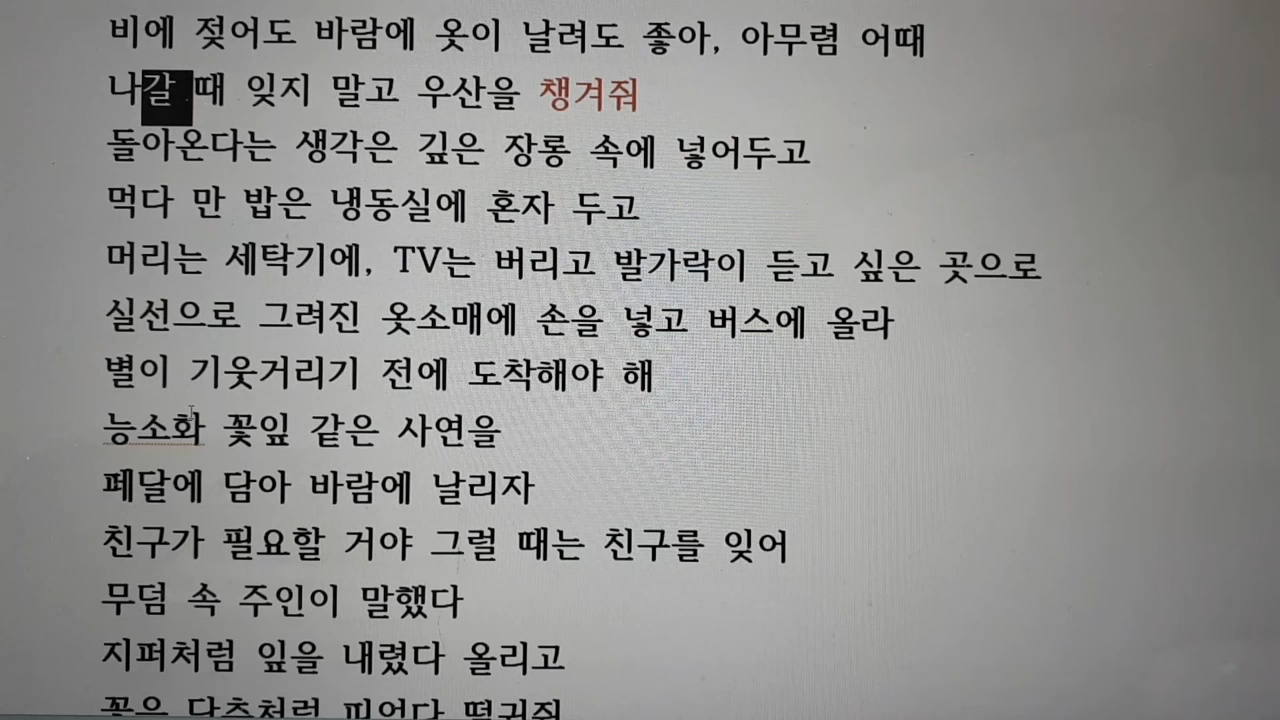 비에 젖어도 바람에 옷이 날려도 좋아, 아무렴 어때
나갈 때 잊지 말고 우산을 챙겨줘
돌아온다는 생각은 깊은 장롱 속에 넣어두고
먹다 만 밥은 냉동실에 혼자 두고
머리는 세탁기에, TV는 버리고 발가락이 듣고 싶은 곳으로
실선으로 그려진 옷소매에 손을 넣고 버스에 올라
별이 기웃거리기 전에 도착해야 해
능소화 꽃잎 같은 사연을
페달에 담아 바람에 날리자
친구가 필요할 거야 그럴 때는 친구를 잊어
무덤 속 주인이 말했다
지퍼처럼 잎을 내렸다 올리고
꽃은 단추처럼 피었다